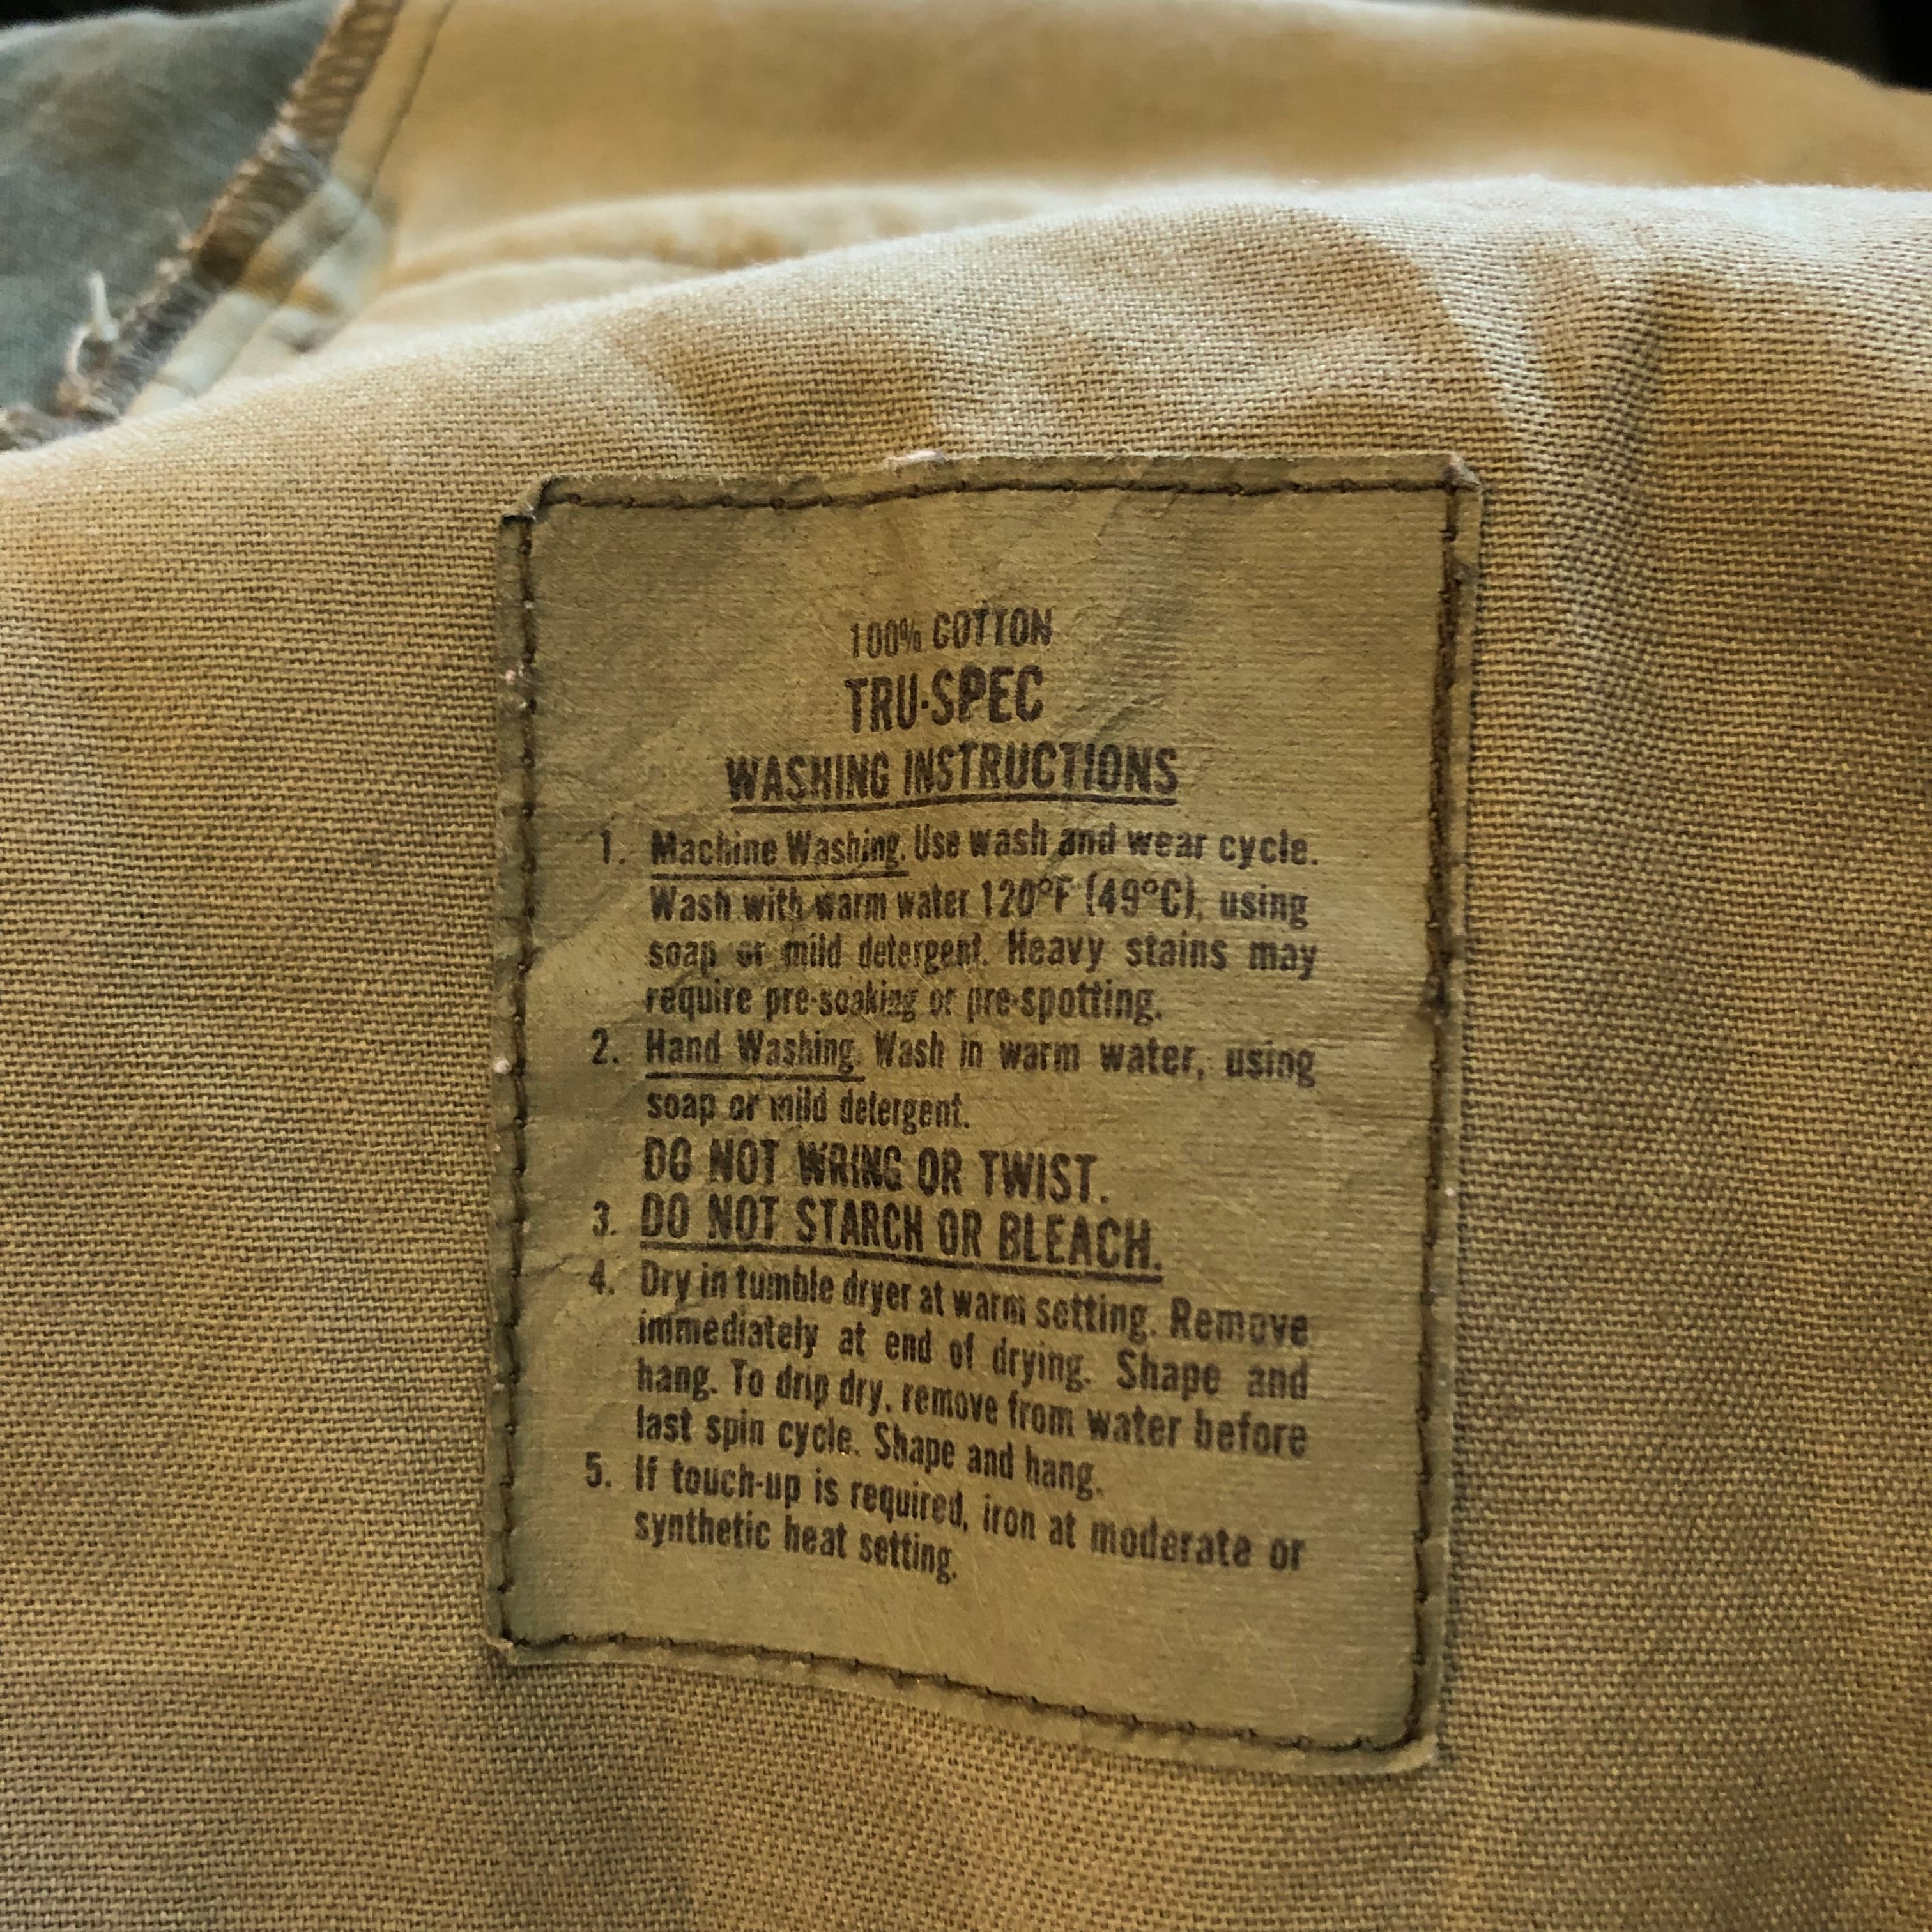 100% COTTON
TRU-SPEC
WASHING INSTRUCTIONS
1. Machine Washing. Use wash and wear cycle.
Wash with warm water 120°F (49°C), using
soap or mild detergent. Heavy stains may
require pre-soaking or pre-spotting.
2. Hand Washing. Wash in warm water, using
soap or mild detergent.
DO NOT WRING OR TWIST.
3. DO NOT STARCH OR BLEACH.
4. Dry in tumble dryer at warm setting. Remove
immediately at end of drying. Shape and
hang. To drip dry, remove from water before
last spin cycle. Shape and hang.
5. If touch-up is required, iron at moderate or
synthetic heat setting.